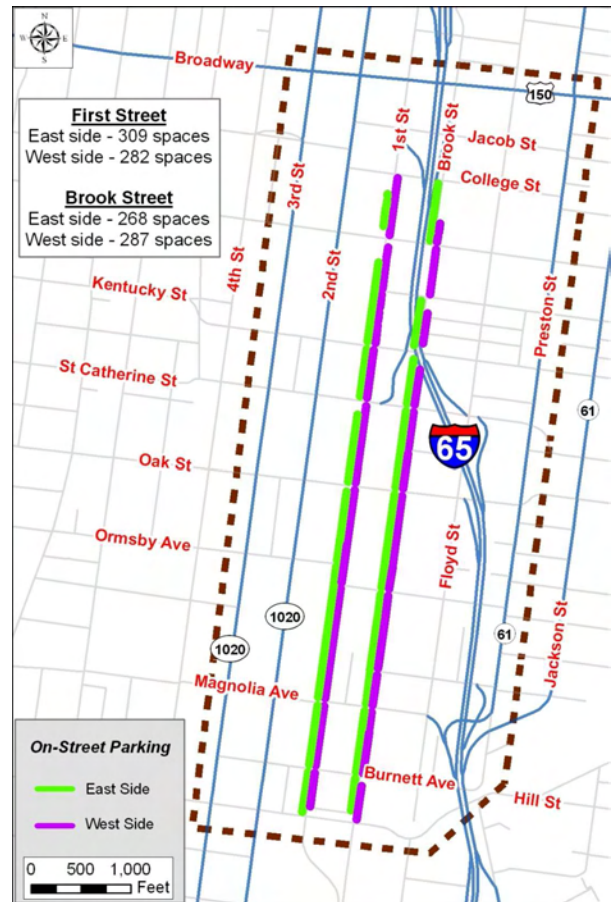 N
W E
S
Broadway
150
First Street
East side - 309 spaces
West side - 282 spaces
Brook Street
East side - 268 spaces
West side - 287 spaces
1st St
Brook St
Jacob St
College St
3rd St
4th St
2nd St
Preston St
Kentucky St
St Catherine St
61
65
Oak St
Ormsby Ave
Floyd St
1020
61
1020
Jackson St
Magnolia Ave
Burnett Ave
Hill St
On-Street Parking
East Side
West Side
0 500 1,000
Feet